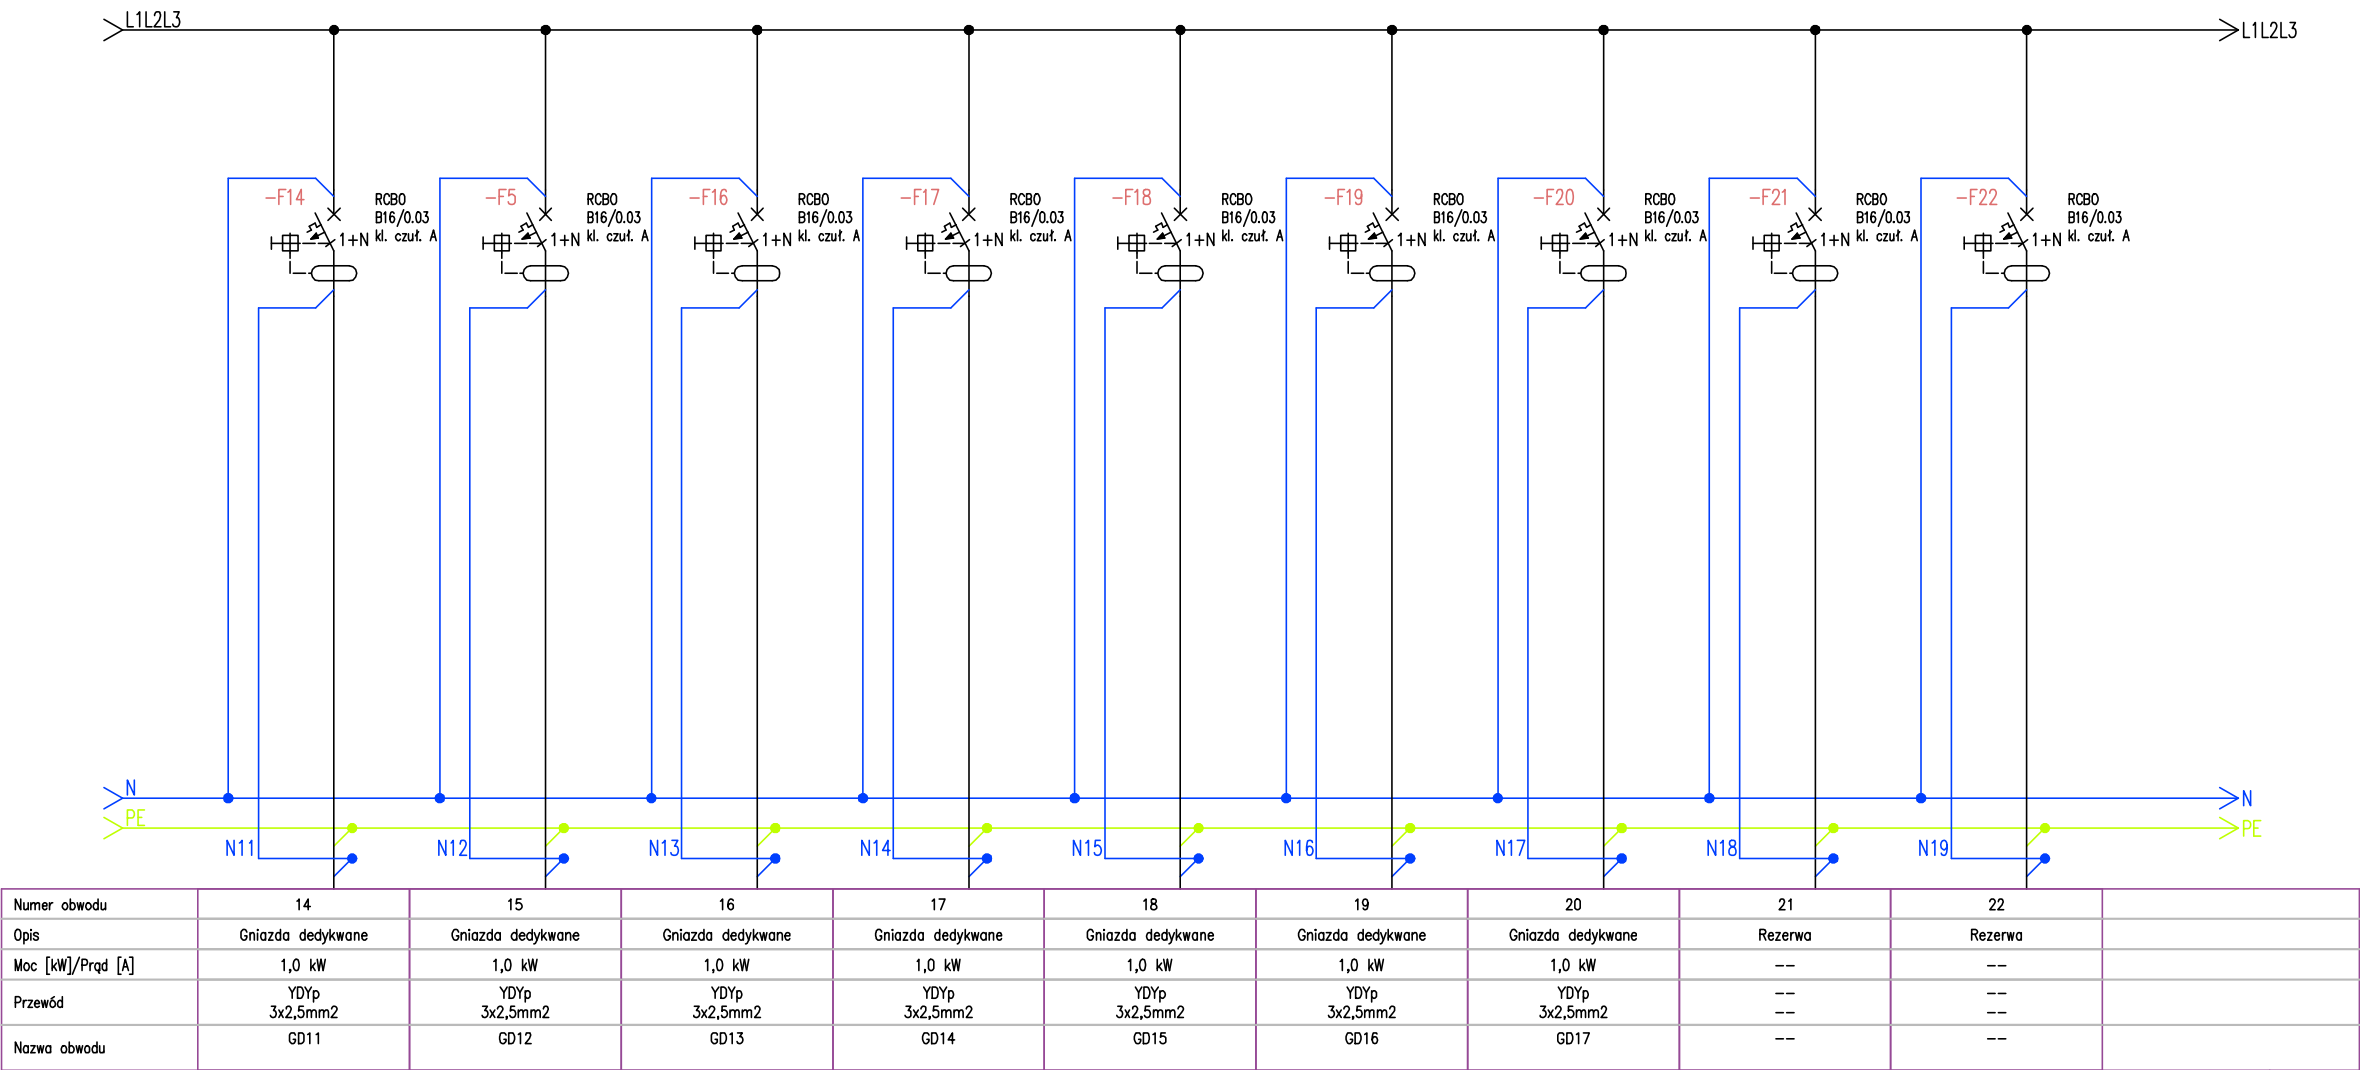 L1L2L3
L1L2L3
-F14
RCBO
B16/0.03
kl. czuł. A
1+N
-F5
RCBO
B16/0.03
kl. czuł. A
1+N
-F16
RCBO
B16/0.03
kl. czuł. A
1+N
-F17
RCBO
B16/0.03
kl. czuł. A
1+N
-F18
RCBO
B16/0.03
kl. czuł. A
1+N
-F19
RCBO
B16/0.03
kl. czuł. A
1+N
-F20
RCBO
B16/0.03
kl. czuł. A
1+N
-F21
RCBO
B16/0.03
kl. czuł. A
1+N
-F22
RCBO
B16/0.03
kl. czuł. A
1+N
N
N
PE
PE
N11 N12 N13 N14 N15 N16 N17 N18 N19
Numer obwodu 14 15 16 17 18 19 20 21 22
Opis Gniazda dedykwane Gniazda dedykwane Gniazda dedykwane Gniazda dedykwane Gniazda dedykwane Gniazda dedykwane Gniazda dedykwane Rezerwa Rezerwa
Moc [kW]/Prąd [A] 1,0 kW 1,0 kW 1,0 kW 1,0 kW 1,0 kW 1,0 kW 1,0 kW -- --
Przewód
YDYp YDYp YDYp YDYp YDYp YDYp YDYp -- --
3x2,5mm2 3x2,5mm2 3x2,5mm2 3x2,5mm2 3x2,5mm2 3x2,5mm2 3x2,5mm2 -- --
Nazwa obwodu GD11 GD12 GD13 GD14 GD15 GD16 GD17 -- --